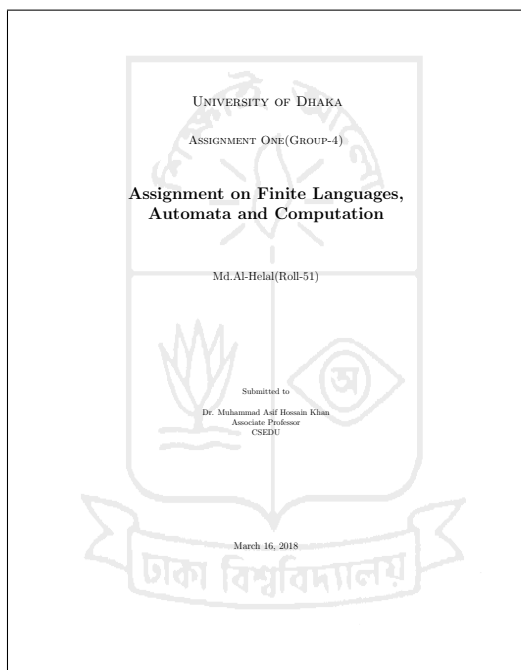 শিক্ষাই আলো
UNIVERSITY OF DHAKA
ASSIGNMENT ONE(GROUP-4)
Assignment on Finite Languages,
Automata and Computation
Md.Al-Helal(Roll-51)
অ
Submitted to
Dr. Muhammad Asif Hossain Khan
Associate Professor
CSEDU
March 16, 2018
ঢাকা বিশ্ববিদ্যালয়